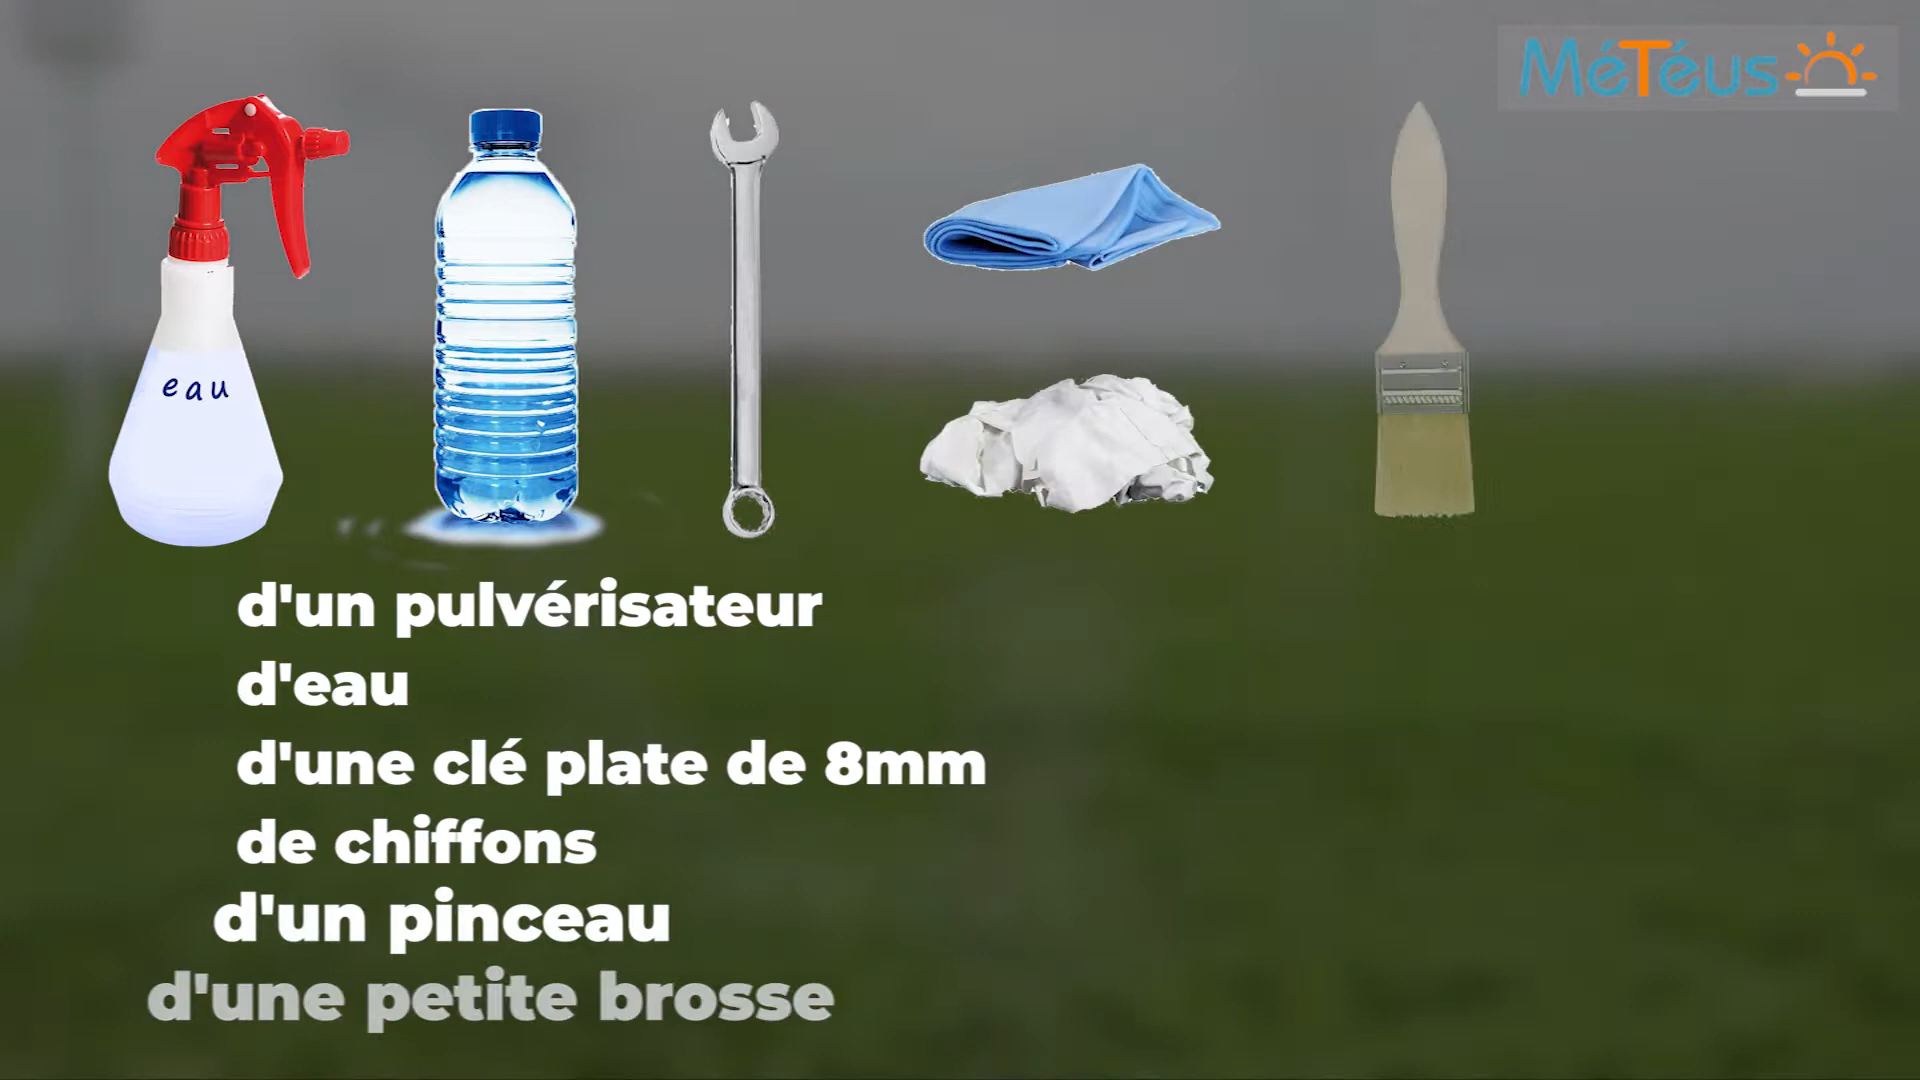 MéTéus
eau
d'un pulvérisateur
d'eau
d'une clé plate de 8mm
de chiffons
d'un pinceau
d'une petite brosse